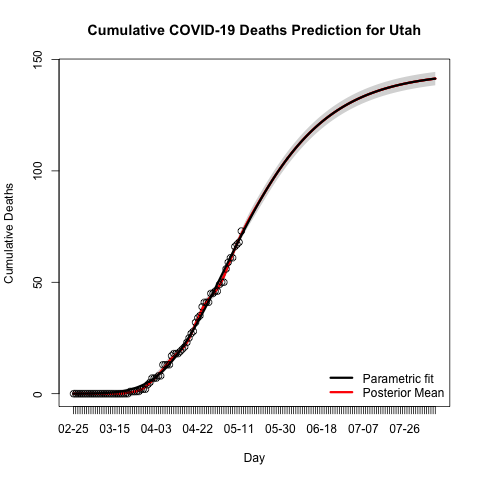 Cumulative COVID-19 Deaths Prediction for Utah
Cumulative Deaths
150
100
50
0
Parametric fit
Posterior Mean
02-25 03-15 04-03 04-22 05-11 05-30 06-18 07-07 07-26
Day